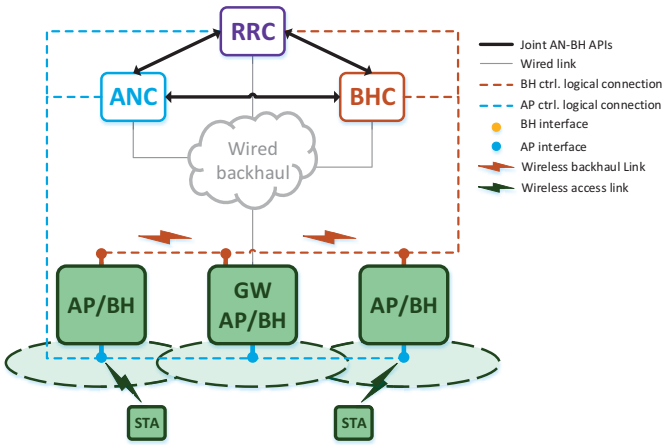 RRC
ANC
BHC
Wired
backhaul
AP/BH
GW
AP/BH
AP/BH
STA
STA
Joint AN-BH APIs
Wired link
BH ctrl. logical connection
AP ctrl. logical connection
BH interface
AP interface
Wireless backhaul Link
Wireless access link